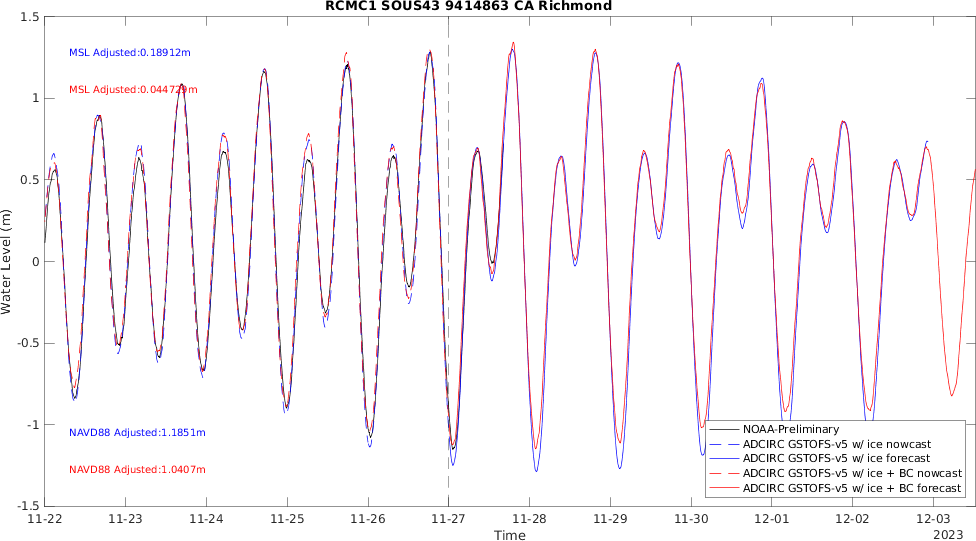 RCMC1 SOUS43 9414863 CA Richmond
1.5
MSL Adjusted:0.18912m
1
MSL Adjusted:0.044729m
0.5
0
Water Level (m)
-0.5
-1
NAVD88 Adjusted:1.1851m
NAVD88 Adjusted:1.0407m
-1.5
NOAA-Preliminary
ADCIRC GSTOFS-v5 w/ ice nowcast
ADCIRC GSTOFS-v5 w/ ice forecast
ADCIRC GSTOFS-v5 w/ ice + BC nowcast
ADCIRC GSTOFS-v5 w/ ice + BC forecast
11-22 11-23 11-24 11-25 11-26 11-27 11-28 11-29 11-30 12-01 12-02 12-03
Time
2023